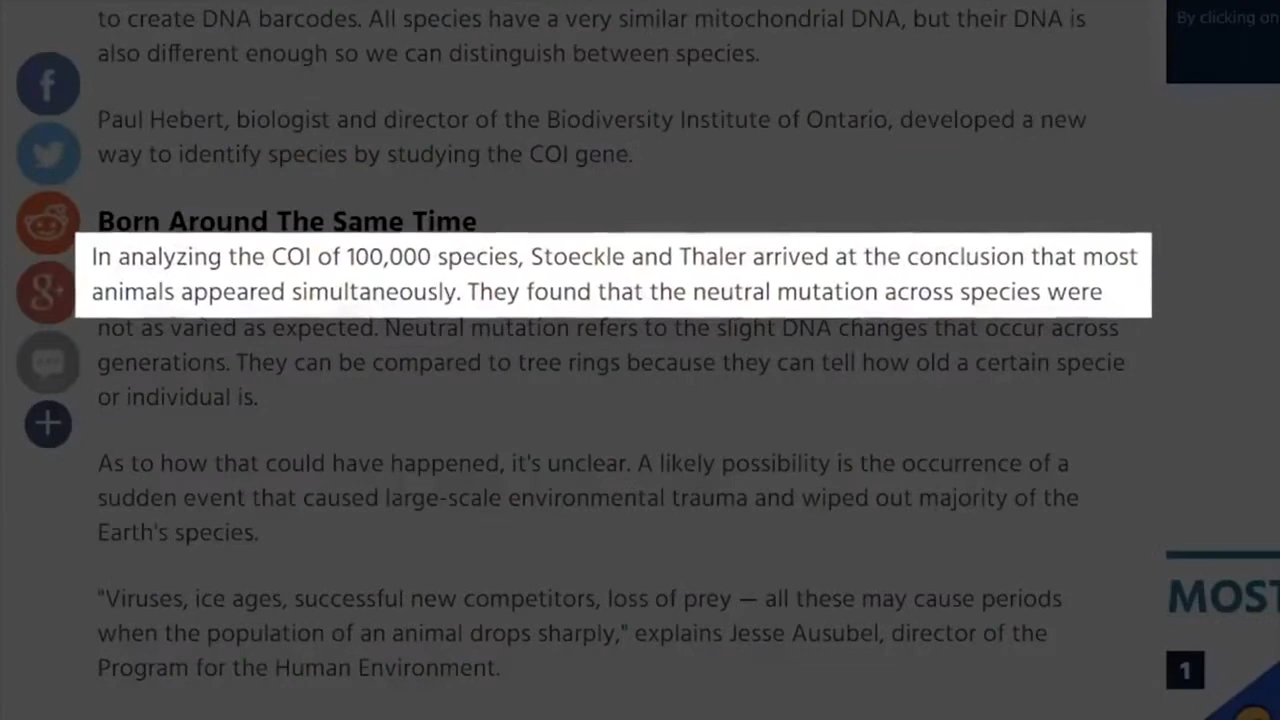 to create DNA barcodes. All species have a very similar mitochondrial DNA, but their DNA is
also different enough so we can distinguish between species.
Paul Hebert, biologist and director of the Biodiversity Institute of Ontario, developed a new
way to identify species by studying the COI gene.
Born Around The Same Time
In analyzing the COI of 100,000 species, Stoeckle and Thaler arrived at the conclusion that most
animals appeared simultaneously. They found that the neutral mutation across species were
not as varied as expected. Neutral mutation refers to the slight DNA changes that occur across
generations. They can be compared to tree rings because they can tell how old a certain specie
or individual is.
As to how that could have happened, it's unclear. A likely possibility is the occurrence of a
sudden event that caused large-scale environmental trauma and wiped out majority of the
Earth's species.
"Viruses, ice ages, successful new competitors, loss of prey — all these may cause periods
when the population of an animal drops sharply," explains Jesse Ausubel, director of the
Program for the Human Environment.
By clicking on
MOST
1